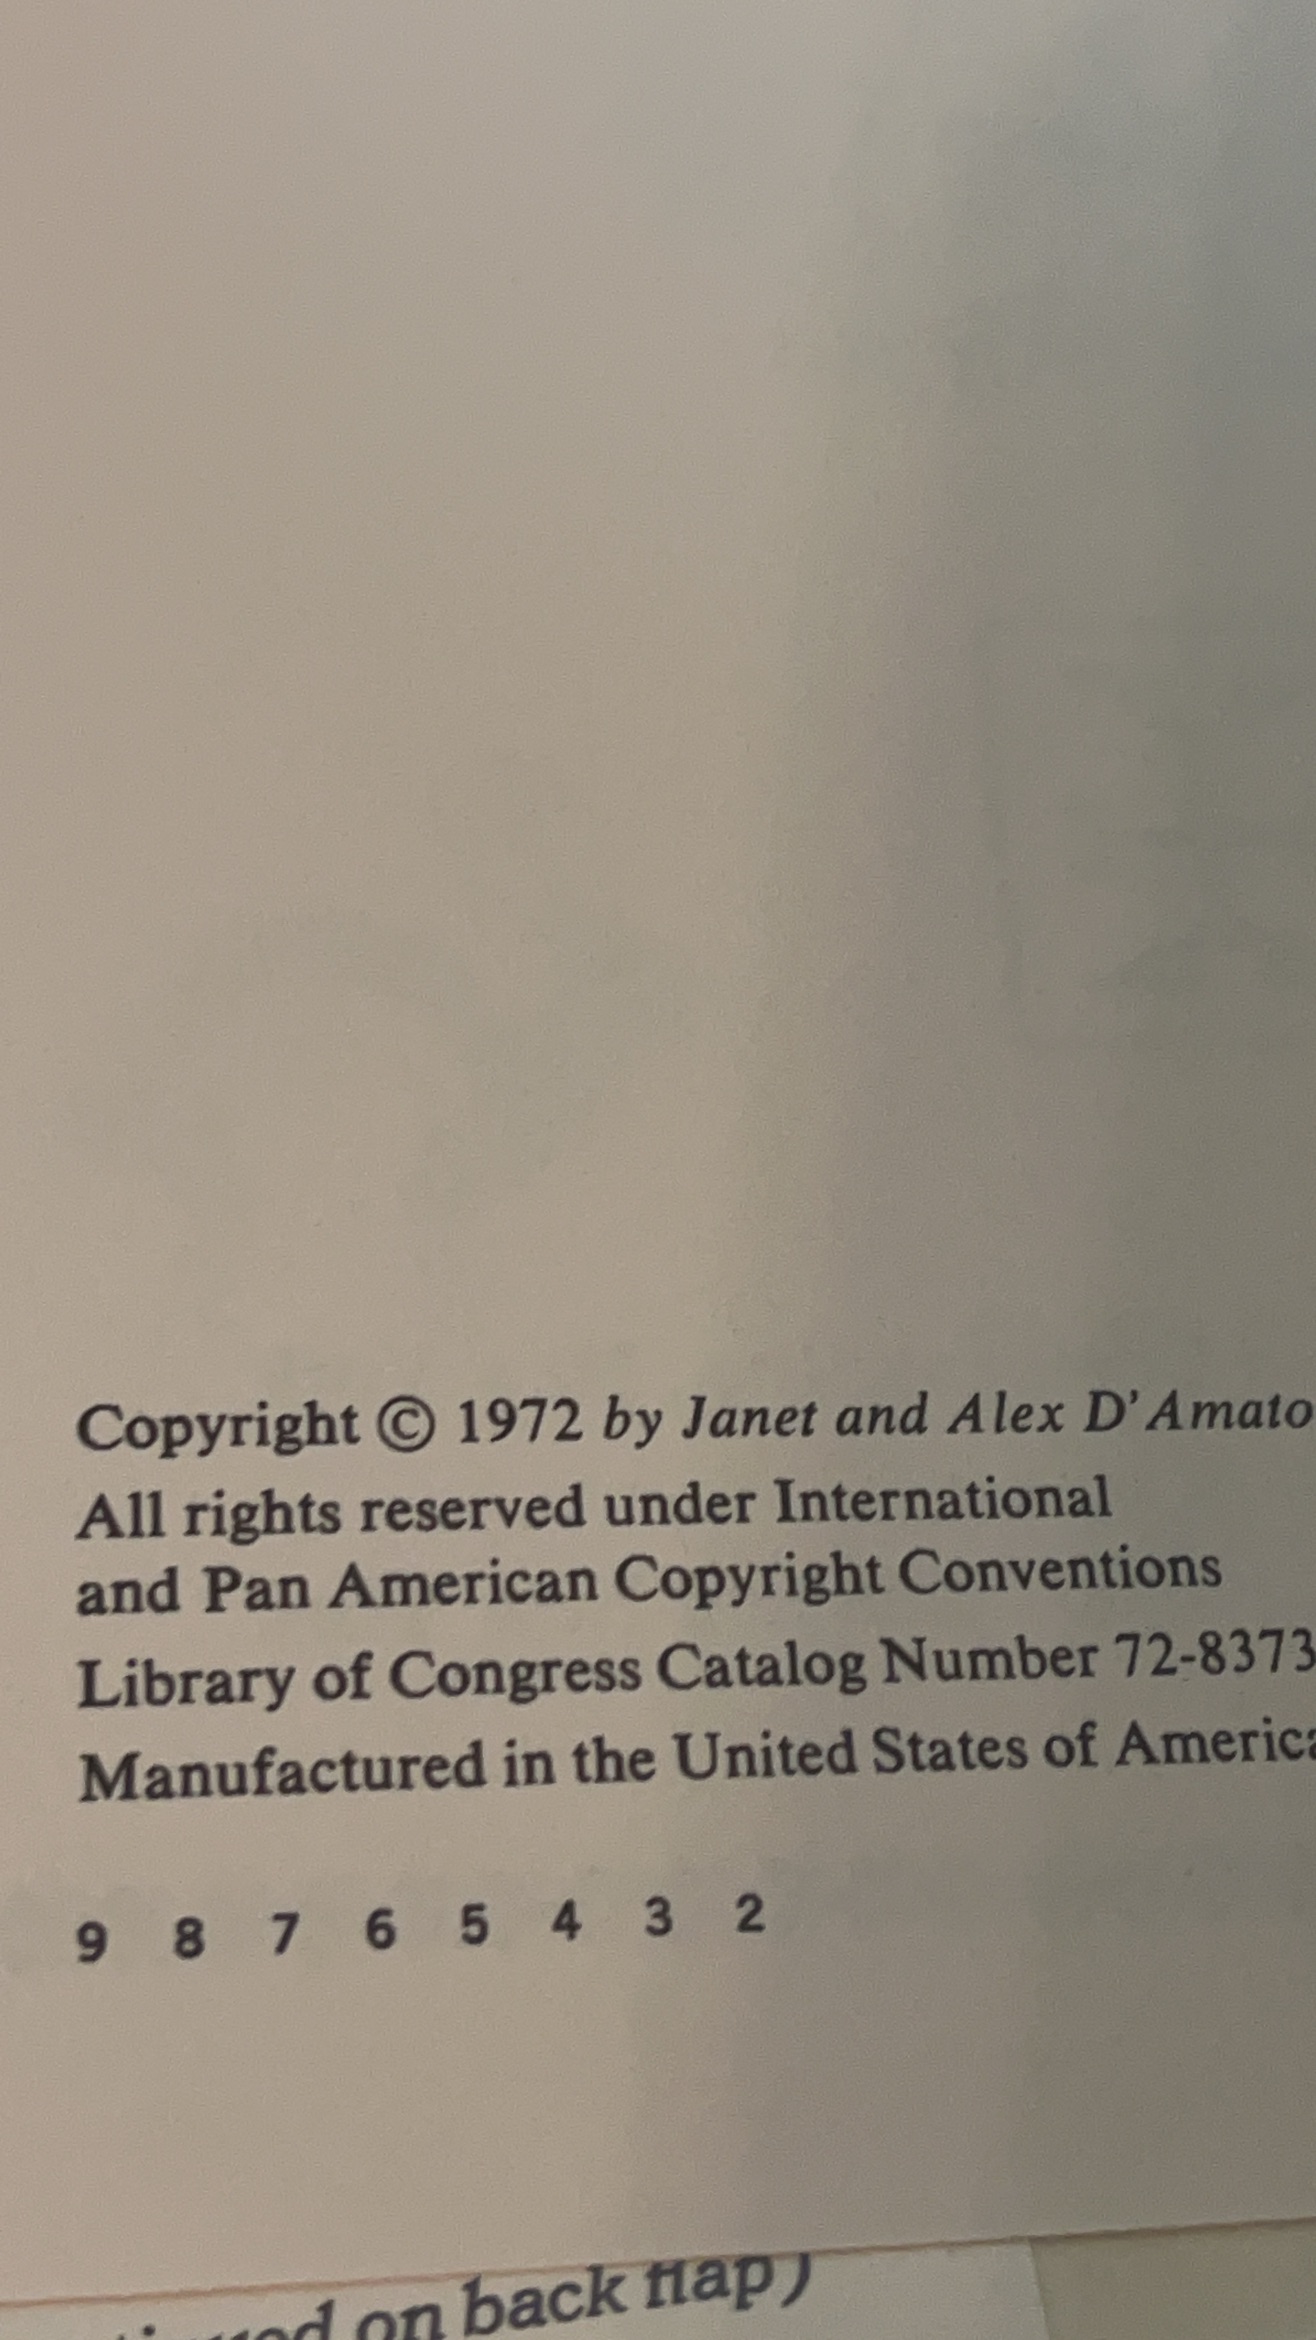 Copyright © 1972 by Janet and Alex D'Amato
All rights reserved under International
and Pan American Copyright Conventions
Library of Congress Catalog Number 72-8373
Manufactured in the United States of America
9 8 7 6 5 4 3 2
on back flap)